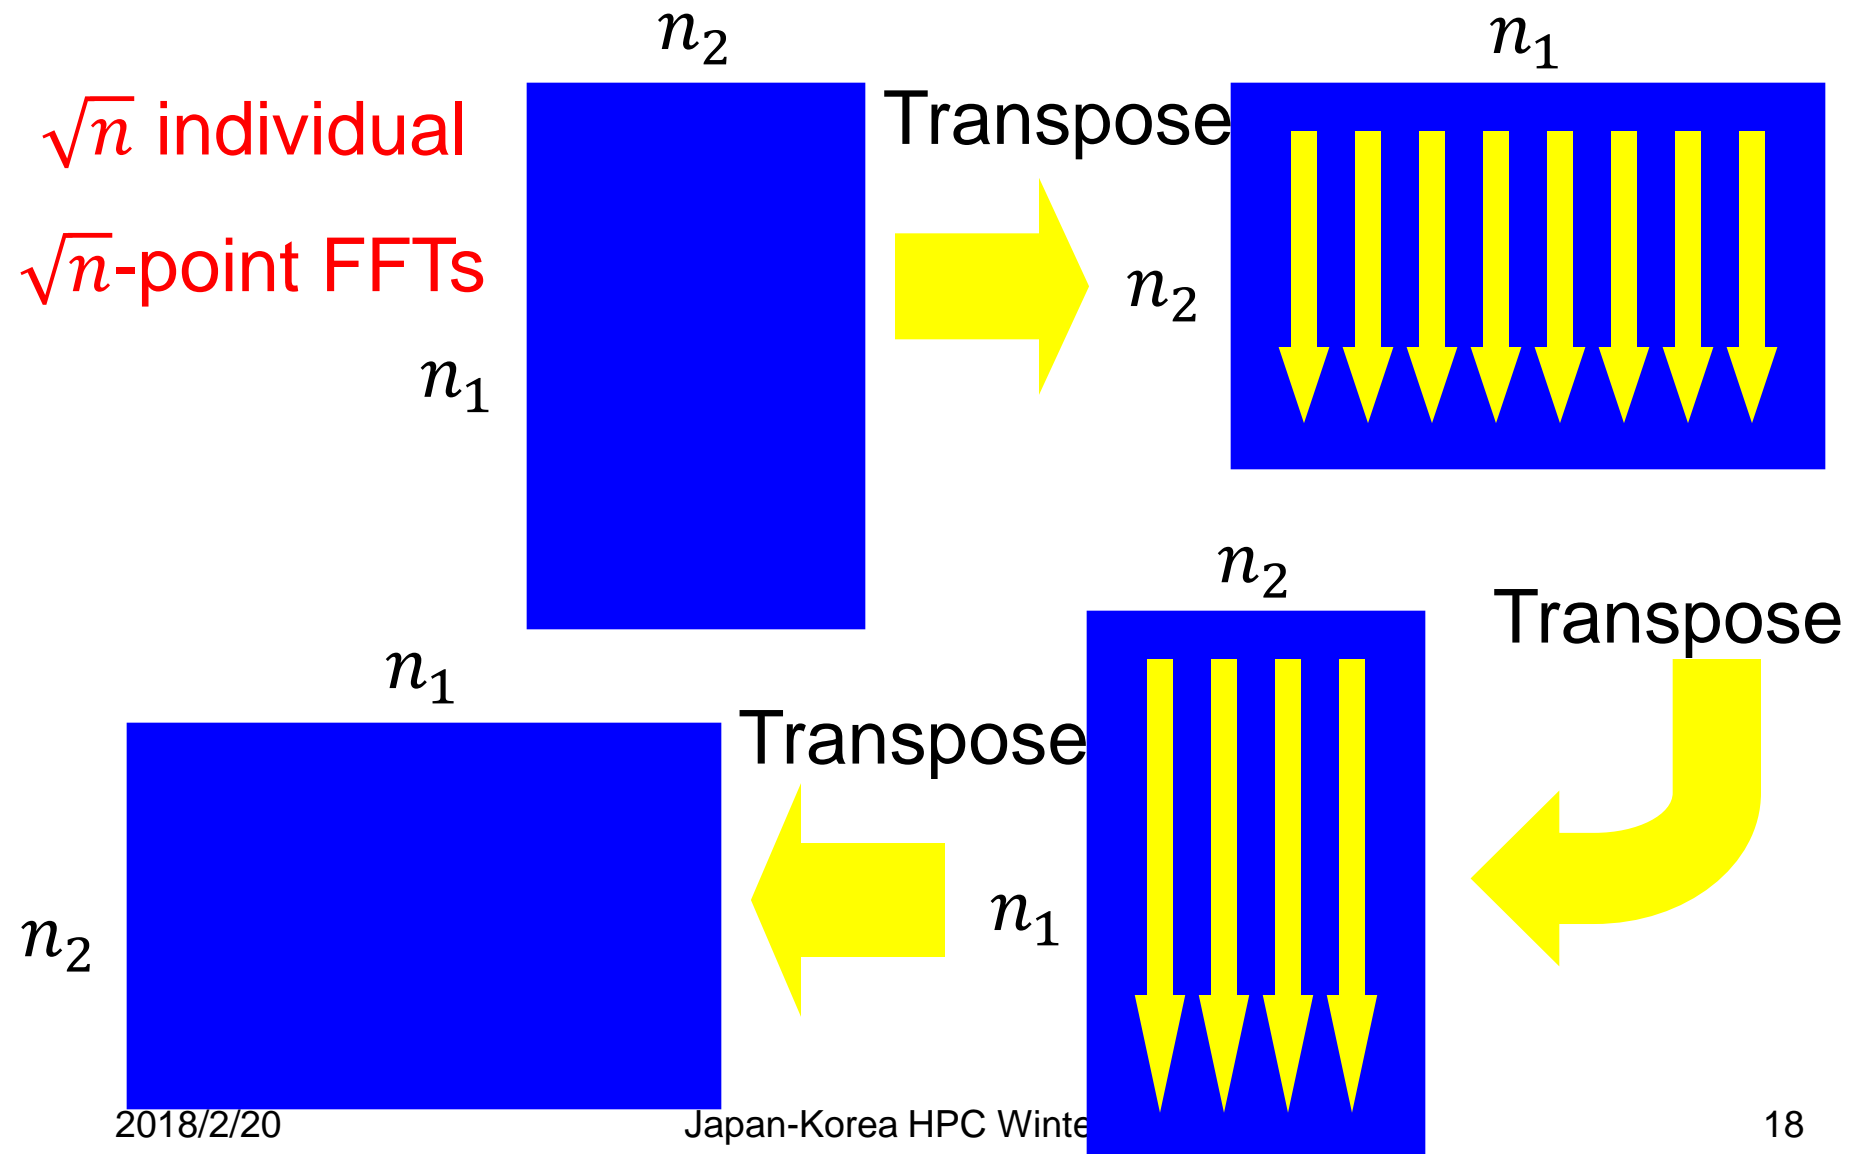 n₂
n₁
√n individual
Transpose
√n-point FFTs
n₂
n₁
n₂
Transpose
n₁
Transpose
n₁
n₂
2018/2/20
Japan-Korea HPC
18